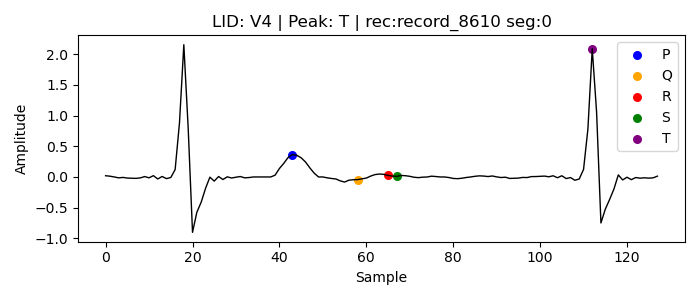 LID: V4 | Peak: T | rec:record_8610 seg:0
Amplitude
2.0
1.5
1.0
0.5
0.0
−0.5
−1.0
P
Q
R
S
T
0 20 40 60 80 100 120
Sample